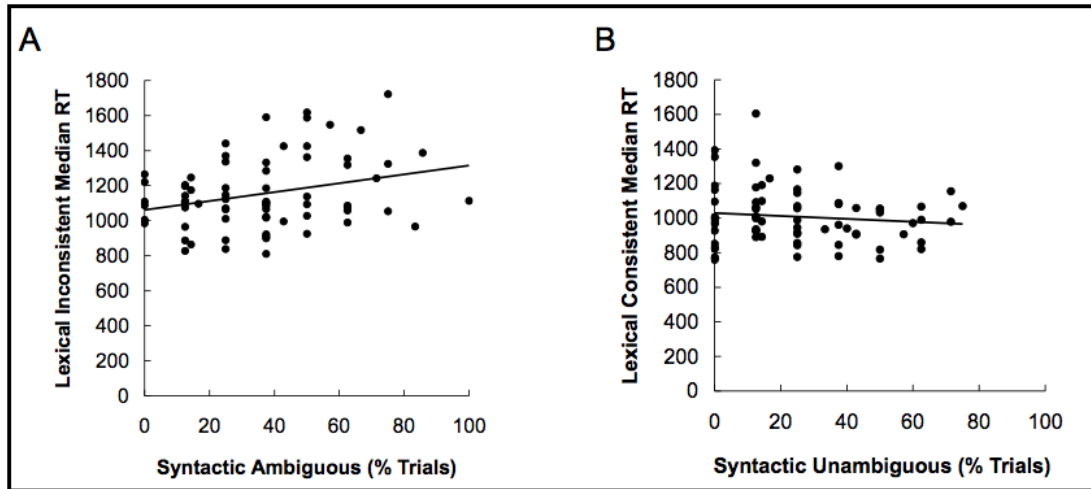 A
Lexical Inconsistent Median RT
1800
1600
1400
1200
1000
800
600
400
200
0
0 20 40 60 80 100
Syntactic Ambiguous (% Trials)
B
Lexical Consistent Median RT
1800
1600
1400
1200
1000
800
600
400
200
0
0 20 40 60 80 100
Syntactic Unambiguous (% Trials)